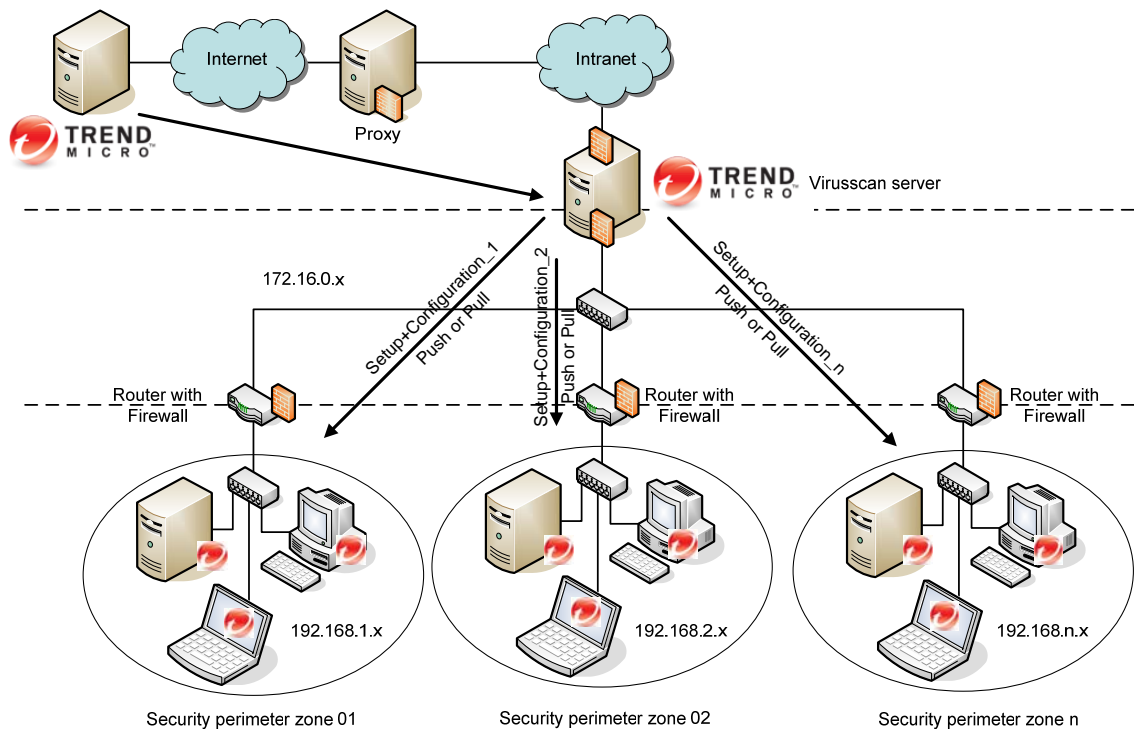 Internet
Intranet
Proxy
TREND
MICRO™
TREND
MICRO™
Virusscan server
172.16.0.x
Setup+Configuration_1
Push or Pull
Setup+Configuration_2
Push or Pull
Setup+Configuration_n
Push or Pull
Router with
Firewall
Router with
Firewall
Router with
Firewall
192.168.1.x
192.168.2.x
192.168.n.x
Security perimeter zone 01
Security perimeter zone 02
Security perimeter zone n